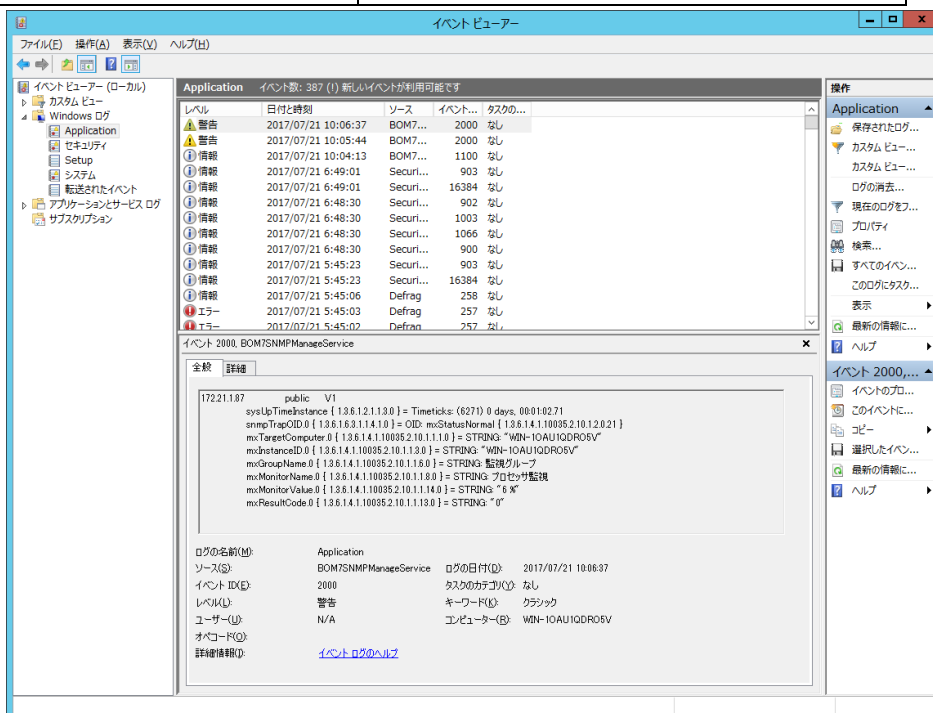 イベント ビューアー
ファイル(F) 操作(A) 表示(V) ヘルプ(H)
イベント ビューアー (ローカル)
カスタム ビュー
Windows ログ
Application
セキュリティ
Setup
システム
転送されたイベント
アプリケーションとサービス ログ
サブスクリプション
Application イベント数: 387 (!) 新しいイベントが利用可能です
レベル 日付と時刻 ソース イベント... タスクの...
警告 2017/07/21 10:06:37 BOM7... 2000 なし
警告 2017/07/21 10:05:44 BOM7... 2000 なし
情報 2017/07/21 10:04:13 BOM7... 1100 なし
情報 2017/07/21 6:49:01 Securi... 903 なし
情報 2017/07/21 6:49:01 Securi... 16384 なし
情報 2017/07/21 6:48:30 Securi... 902 なし
情報 2017/07/21 6:48:30 Securi... 1003 なし
情報 2017/07/21 6:48:30 Securi... 1066 なし
情報 2017/07/21 6:48:30 Securi... 900 なし
情報 2017/07/21 5:45:23 Securi... 903 なし
情報 2017/07/21 5:45:23 Securi... 16384 なし
情報 2017/07/21 5:45:06 Defrag 258 なし
エラー 2017/07/21 5:45:03 Defrag 257 なし
エラー 2017/07/21 5:45:02 Defrag 257 なし
イベント 2000, BOM7SNMPManageService
全般 詳細
172.21.1.87 public V1
sysUpTimeInstance { 1.3.6.1.2.1.1.3.0 } = Timeticks: (6271) 0 days, 00:01:02.71
snmpTrapOID.0 { 1.3.6.1.6.3.1.1.4.1.0 } = OID: mxStatusNormal { 1.3.6.1.4.1.10035.2.10.1.2.0.21 }
mxTargetComputer.0 { 1.3.6.1.4.1.10035.2.10.1.1.1.0 } = STRING: "WIN-1OAU1QDRO5V"
mxInstanceID.0 { 1.3.6.1.4.1.10035.2.10.1.1.3.0 } = STRING: "WIN-1OAU1QDRO5V"
mxGroupName.0 { 1.3.6.1.4.1.10035.2.10.1.1.6.0 } = STRING: 監視グループ
mxMonitorName.0 { 1.3.6.1.4.1.10035.2.10.1.1.8.0 } = STRING: プロセッサ監視
mxMonitorValue.0 { 1.3.6.1.4.1.10035.2.10.1.1.14.0 } = STRING: "6 %"
mxResultCode.0 { 1.3.6.1.4.1.10035.2.10.1.1.13.0 } = STRING: "0"
ログの名前(M): Application
ソース(S): BOM7SNMPManageService ログの日付(D): 2017/07/21 10:06:37
イベント ID(E): 2000 タスクのカテゴリ(Y): なし
レベル(L): 警告 キーワード(K): クラシック
ユーザー(U): N/A コンピューター(R): WIN-1OAU1QDRO5V
オペコード(O):
詳細情報(I): イベント ログのヘルプ
操作
Application
保存されたログ...
カスタム ビュー...
カスタム ビュー...
ログの消去...
現在のログをフ...
プロパティ
検索...
すべてのイベン...
このログにタスク...
表示
最新の情報に...
ヘルプ
イベント 2000,...
イベントのプロ...
このイベントに...
コピー
選択したイベン...
最新の情報に...
ヘルプ